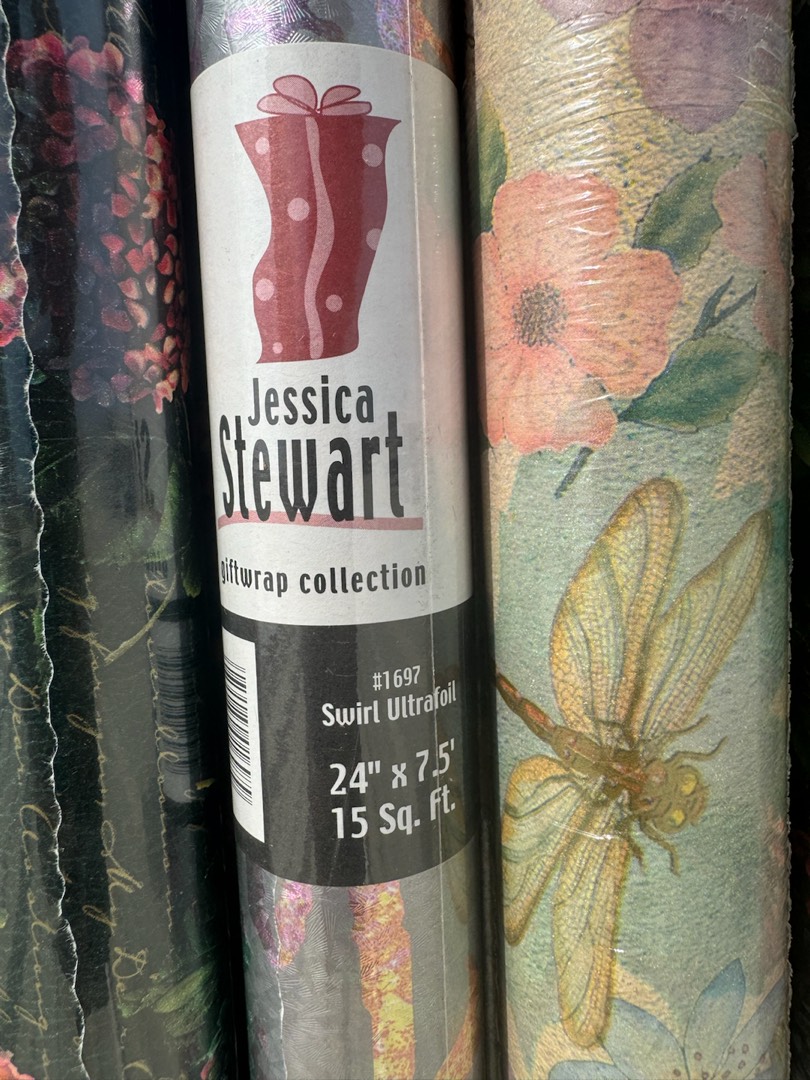 Jessica
Stewart
giftwrap collection
#1697
Swirl Ultrafoil
24" x 7.5'
15 Sq. Ft.